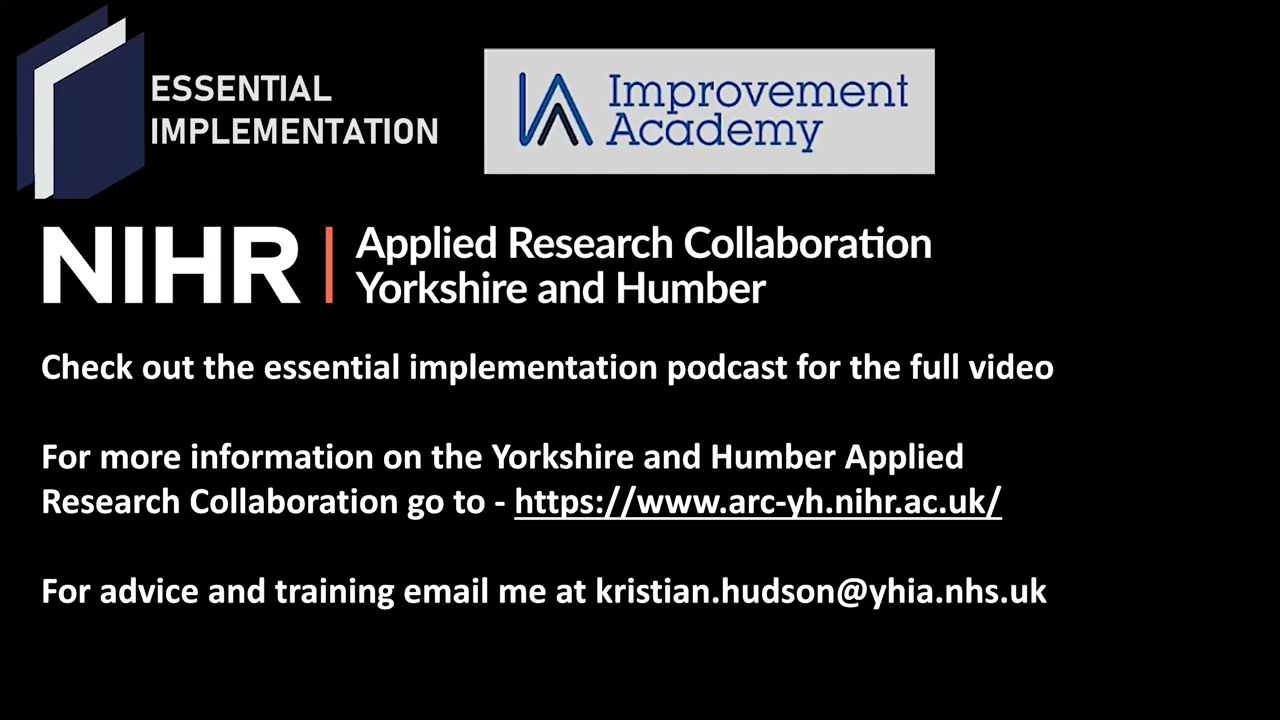 ESSENTIAL
IMPLEMENTATION
IA Improvement
Academy
NIHR | Applied Research Collaboration
Yorkshire and Humber
Check out the essential implementation podcast for the full video
For more information on the Yorkshire and Humber Applied
Research Collaboration go to - https://www.arc-yh.nihr.ac.uk/
For advice and training email me at kristian.hudson@yhia.nhs.uk